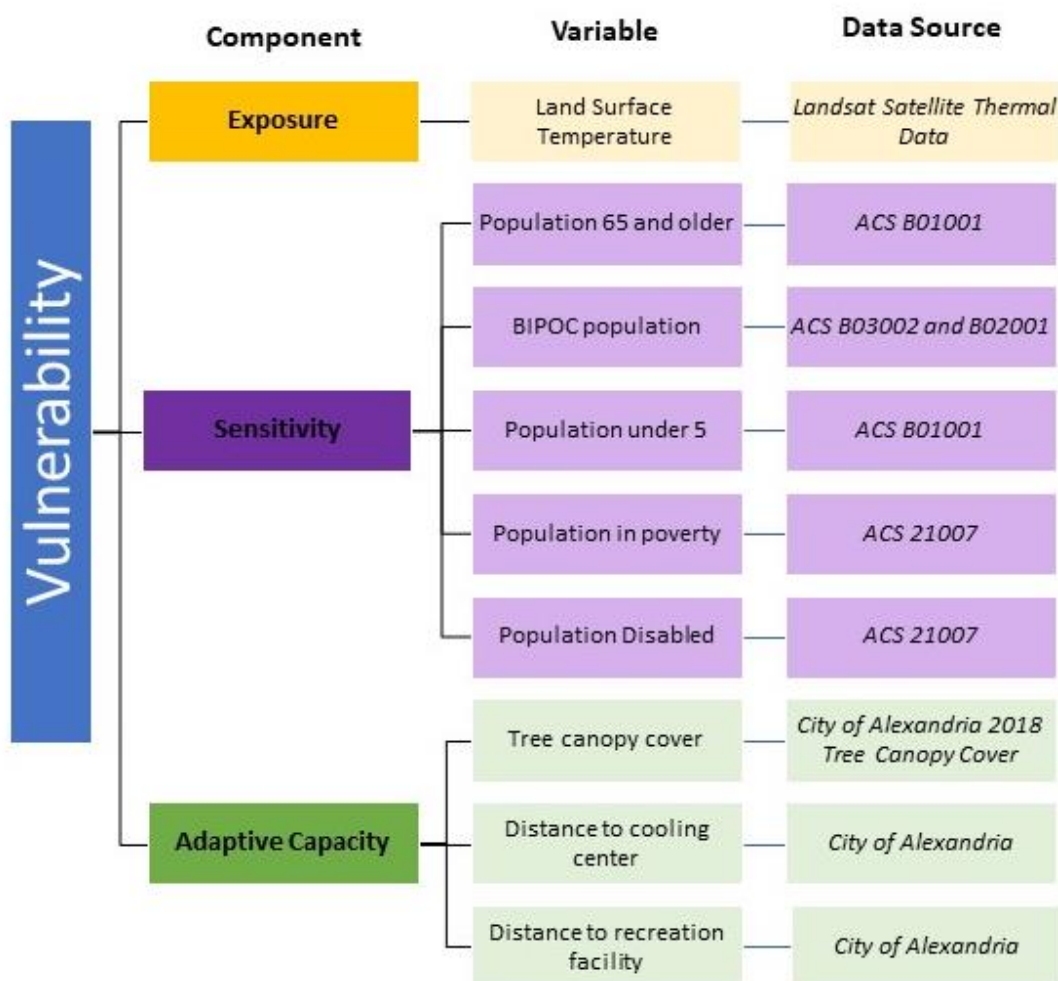 Component
Variable
Data Source
Vulnerability
Exposure
Land Surface
Temperature
Landsat Satellite Thermal
Data
Sensitivity
Population 65 and older
ACS B01001
BIPOC population
ACS B03002 and B02001
Population under 5
ACS B01001
Population in poverty
ACS 21007
Population Disabled
ACS 21007
Adaptive Capacity
Tree canopy cover
City of Alexandria 2018
Tree Canopy Cover
Distance to cooling
center
City of Alexandria
Distance to recreation
facility
City of Alexandria